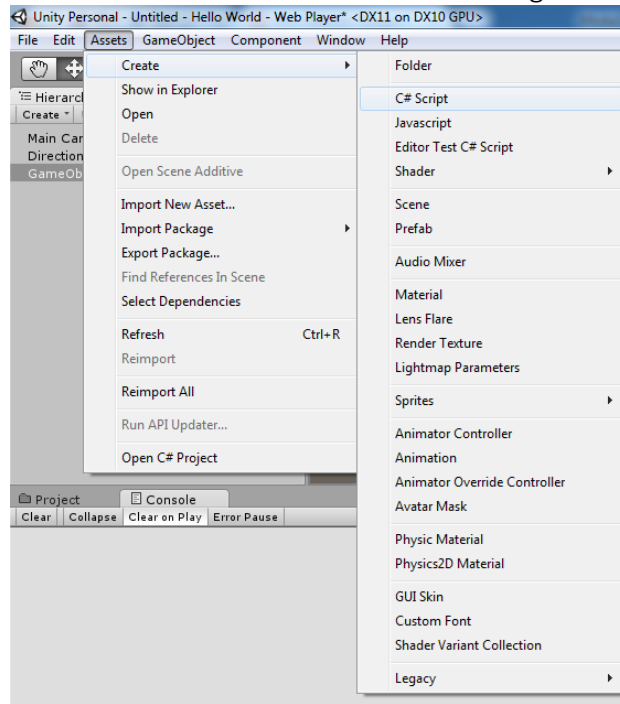 Unity Personal - Untitled - Hello World - Web Player* <DX11 on DX10 GPU>
File Edit Assets GameObject Component Window Help
Hierarc
Create
Main Car
Direction
GameOb
Create
Show in Explorer
Open
Delete
Open Scene Additive
Import New Asset...
Import Package
Export Package...
Find References In Scene
Select Dependencies
Refresh Ctrl+R
Reimport
Reimport All
Run API Updater...
Open C# Project
Folder
C# Script
Javascript
Editor Test C# Script
Shader
Scene
Prefab
Audio Mixer
Material
Lens Flare
Render Texture
Lightmap Parameters
Sprites
Animator Controller
Animation
Animator Override Controller
Avatar Mask
Physic Material
Physics2D Material
GUI Skin
Custom Font
Shader Variant Collection
Legacy
Project Console
Clear Collapse Clear on Play Error Pause